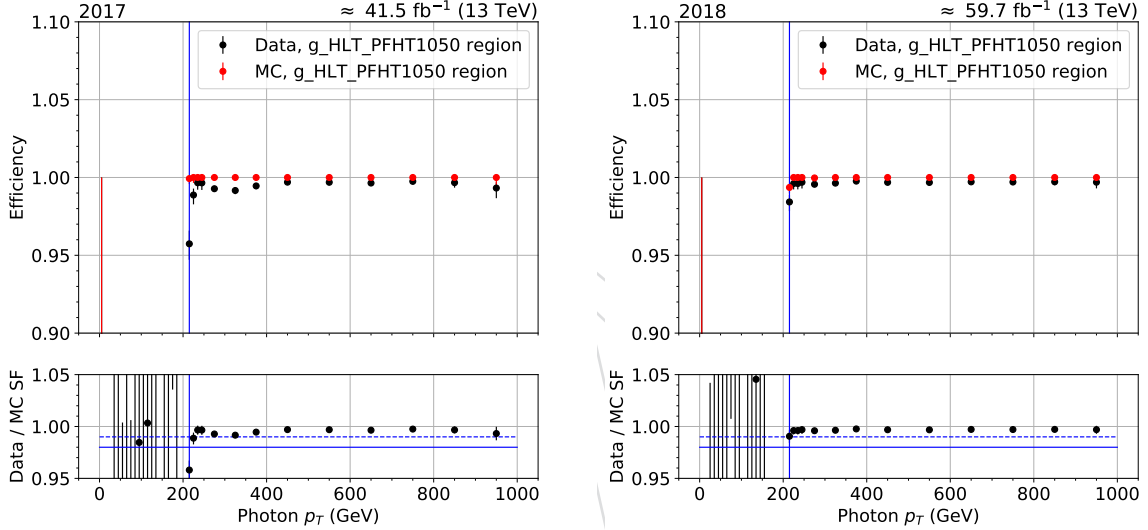 2017
≈ 41.5 fb⁻¹ (13 TeV)
Data, g_HLT_PFHT1050 region
MC, g_HLT_PFHT1050 region
Efficiency
1.10
1.05
1.00
0.95
0.90
Data / MC SF
1.05
1.00
0.95
0 200 400 600 800 1000
Photon p_T (GeV)
2018
≈ 59.7 fb⁻¹ (13 TeV)
Data, g_HLT_PFHT1050 region
MC, g_HLT_PFHT1050 region
Efficiency
1.10
1.05
1.00
0.95
0.90
Data / MC SF
1.05
1.00
0.95
0 200 400 600 800 1000
Photon p_T (GeV)